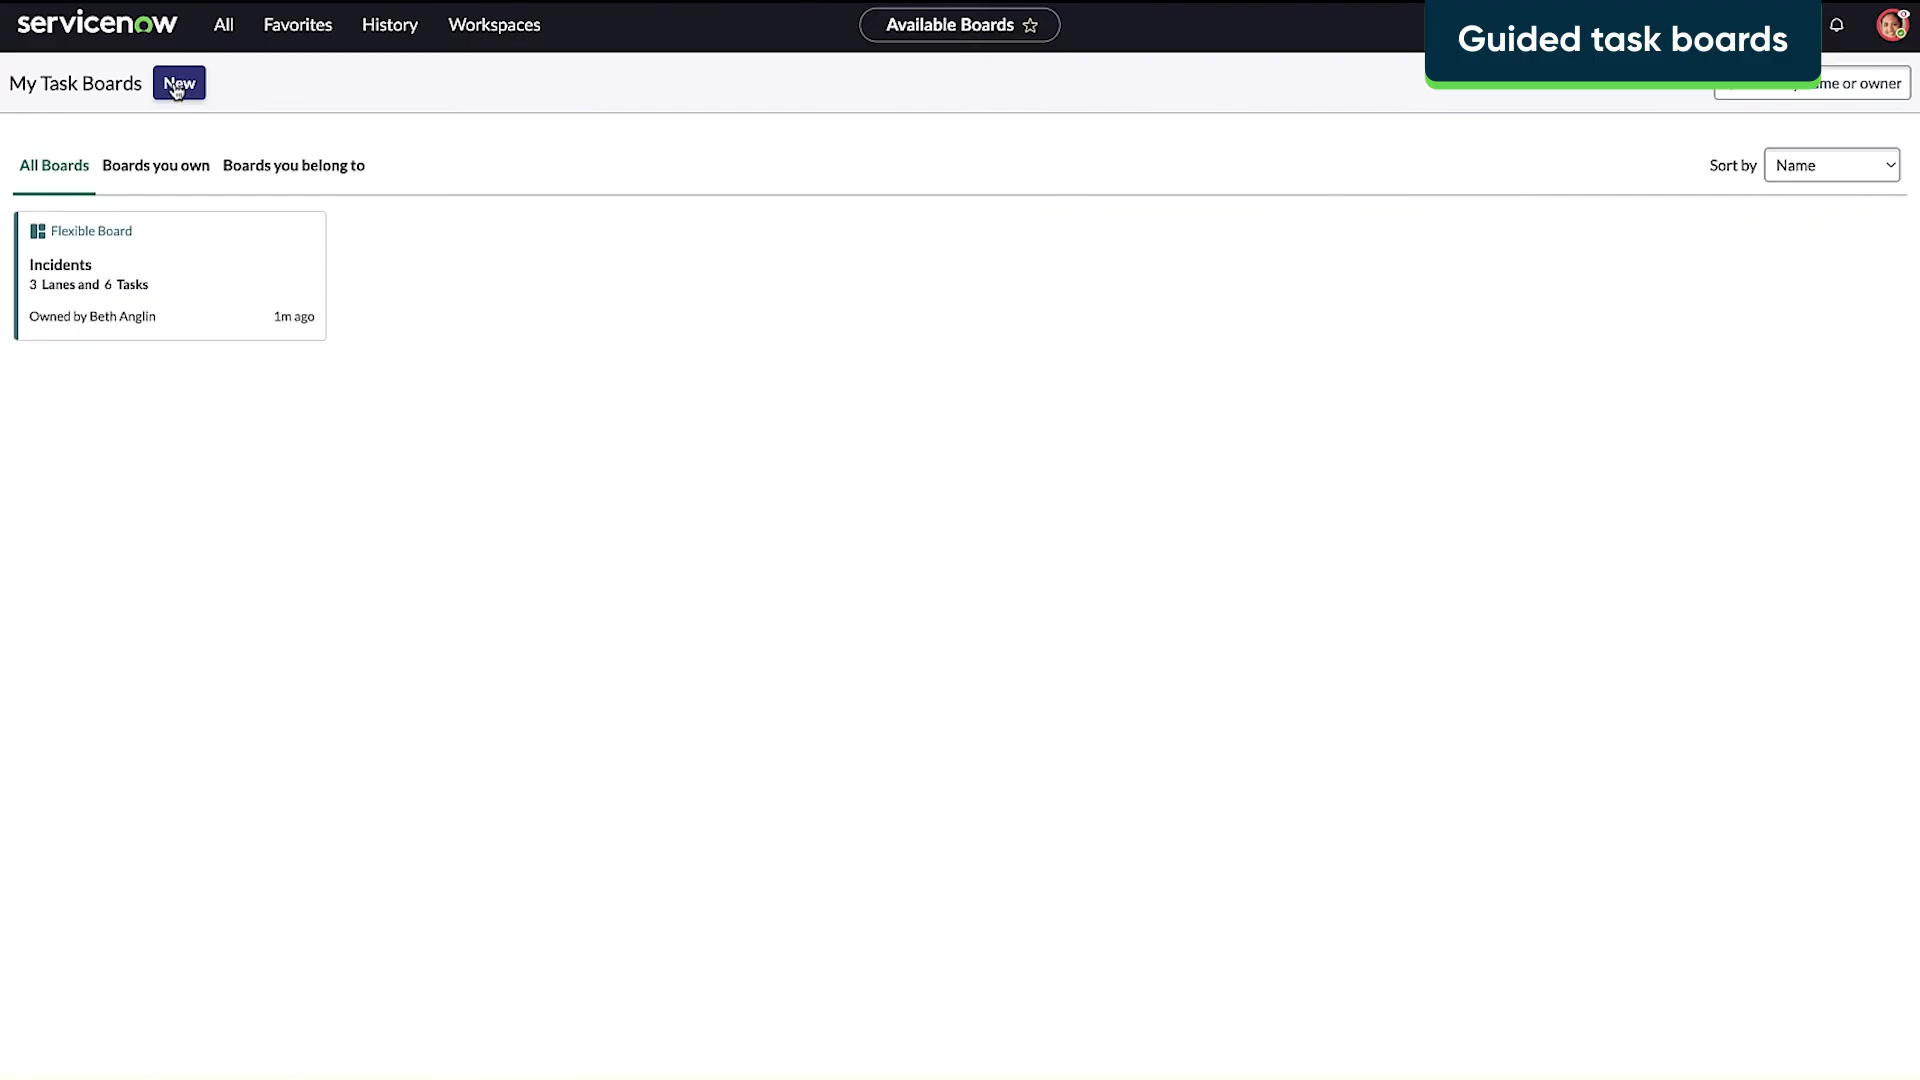 servicenow All Favorites History Workspaces Available Boards
Guided task boards
My Task Boards New
me or owner
All Boards Boards you own Boards you belong to
Sort by Name
Flexible Board
Incidents
3 Lanes and 6 Tasks
Owned by Beth Anglin 1m ago